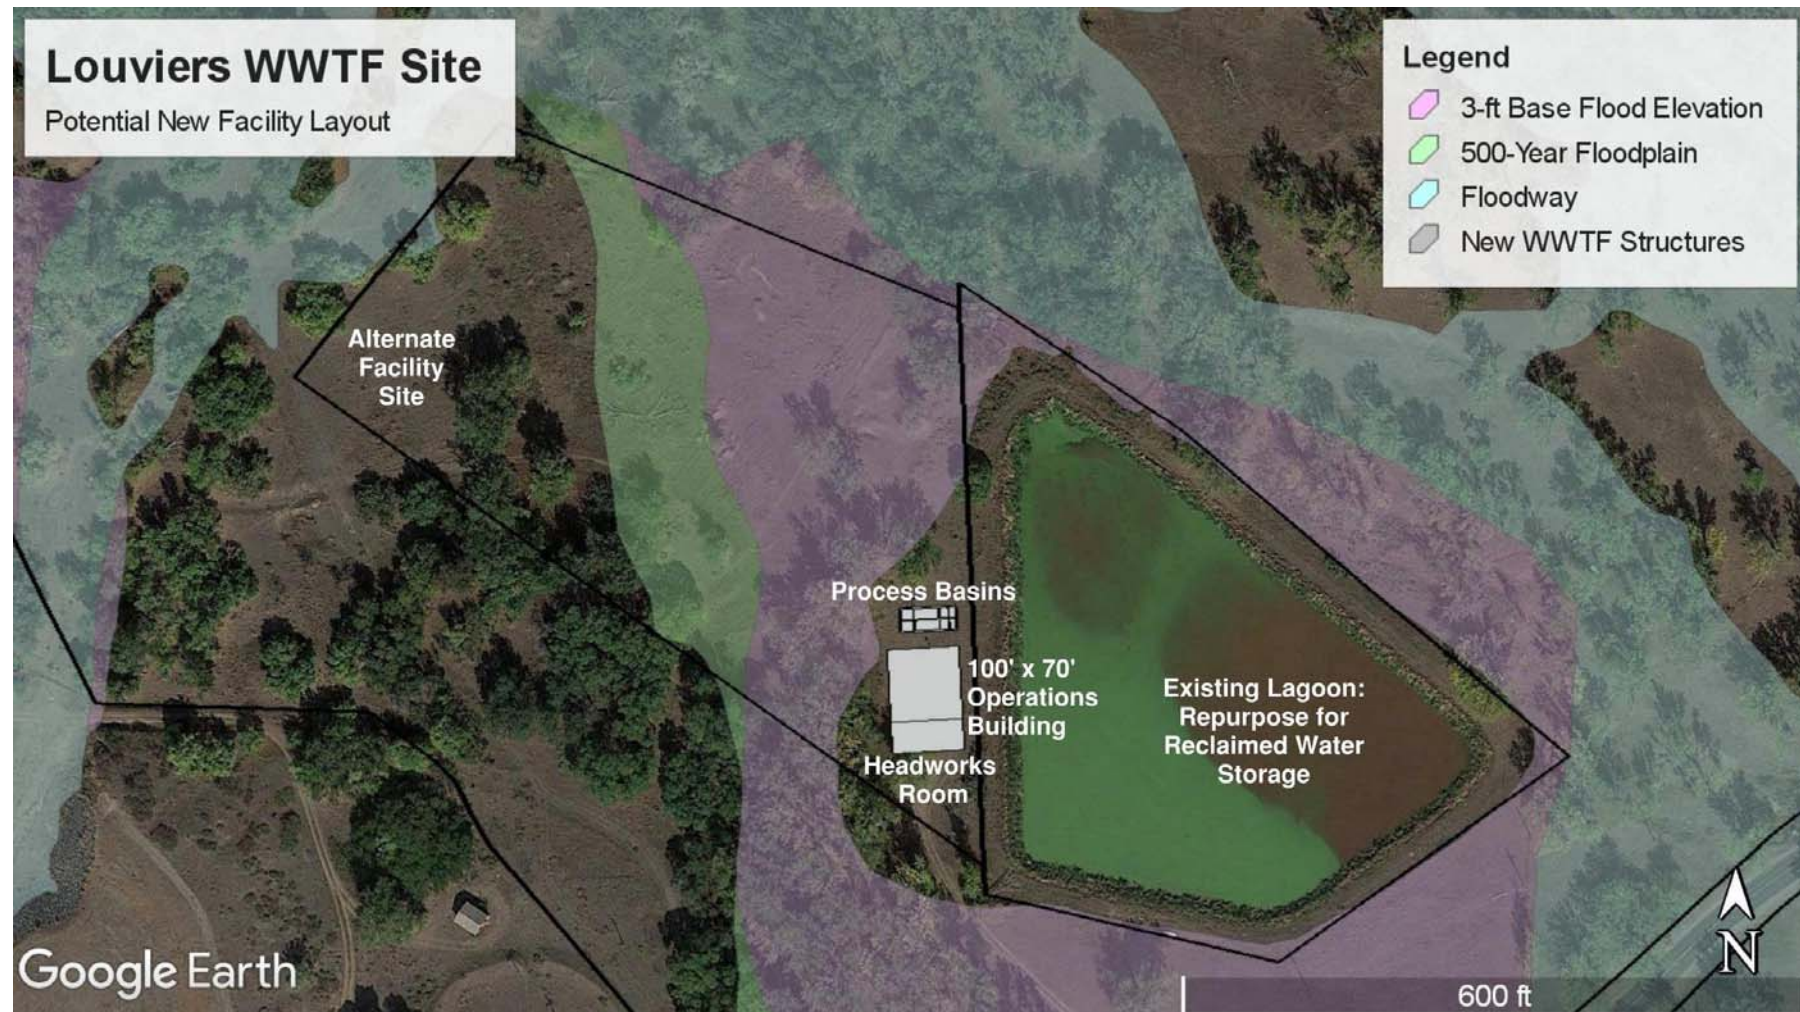 Louviers WWTF Site
Potential New Facility Layout
Legend
3-ft Base Flood Elevation
500-Year Floodplain
Floodway
New WWTF Structures
Alternate
Facility
Site
Process Basins
100' x 70'
Operations
Building
Headworks
Room
Existing Lagoon:
Repurpose for
Reclaimed Water
Storage
Google Earth
N
600 ft